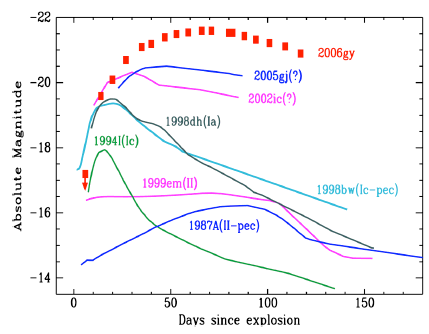 -22
2006gy
-20
2005gj(?)
2002ic(?)
1998dh(Ia)
-18
1994I(Ic)
1999em(II)
1998bw(Ic-pec)
-16
1987A(II-pec)
-14
0
50
100
150
Absolute Magnitude
Days since explosion